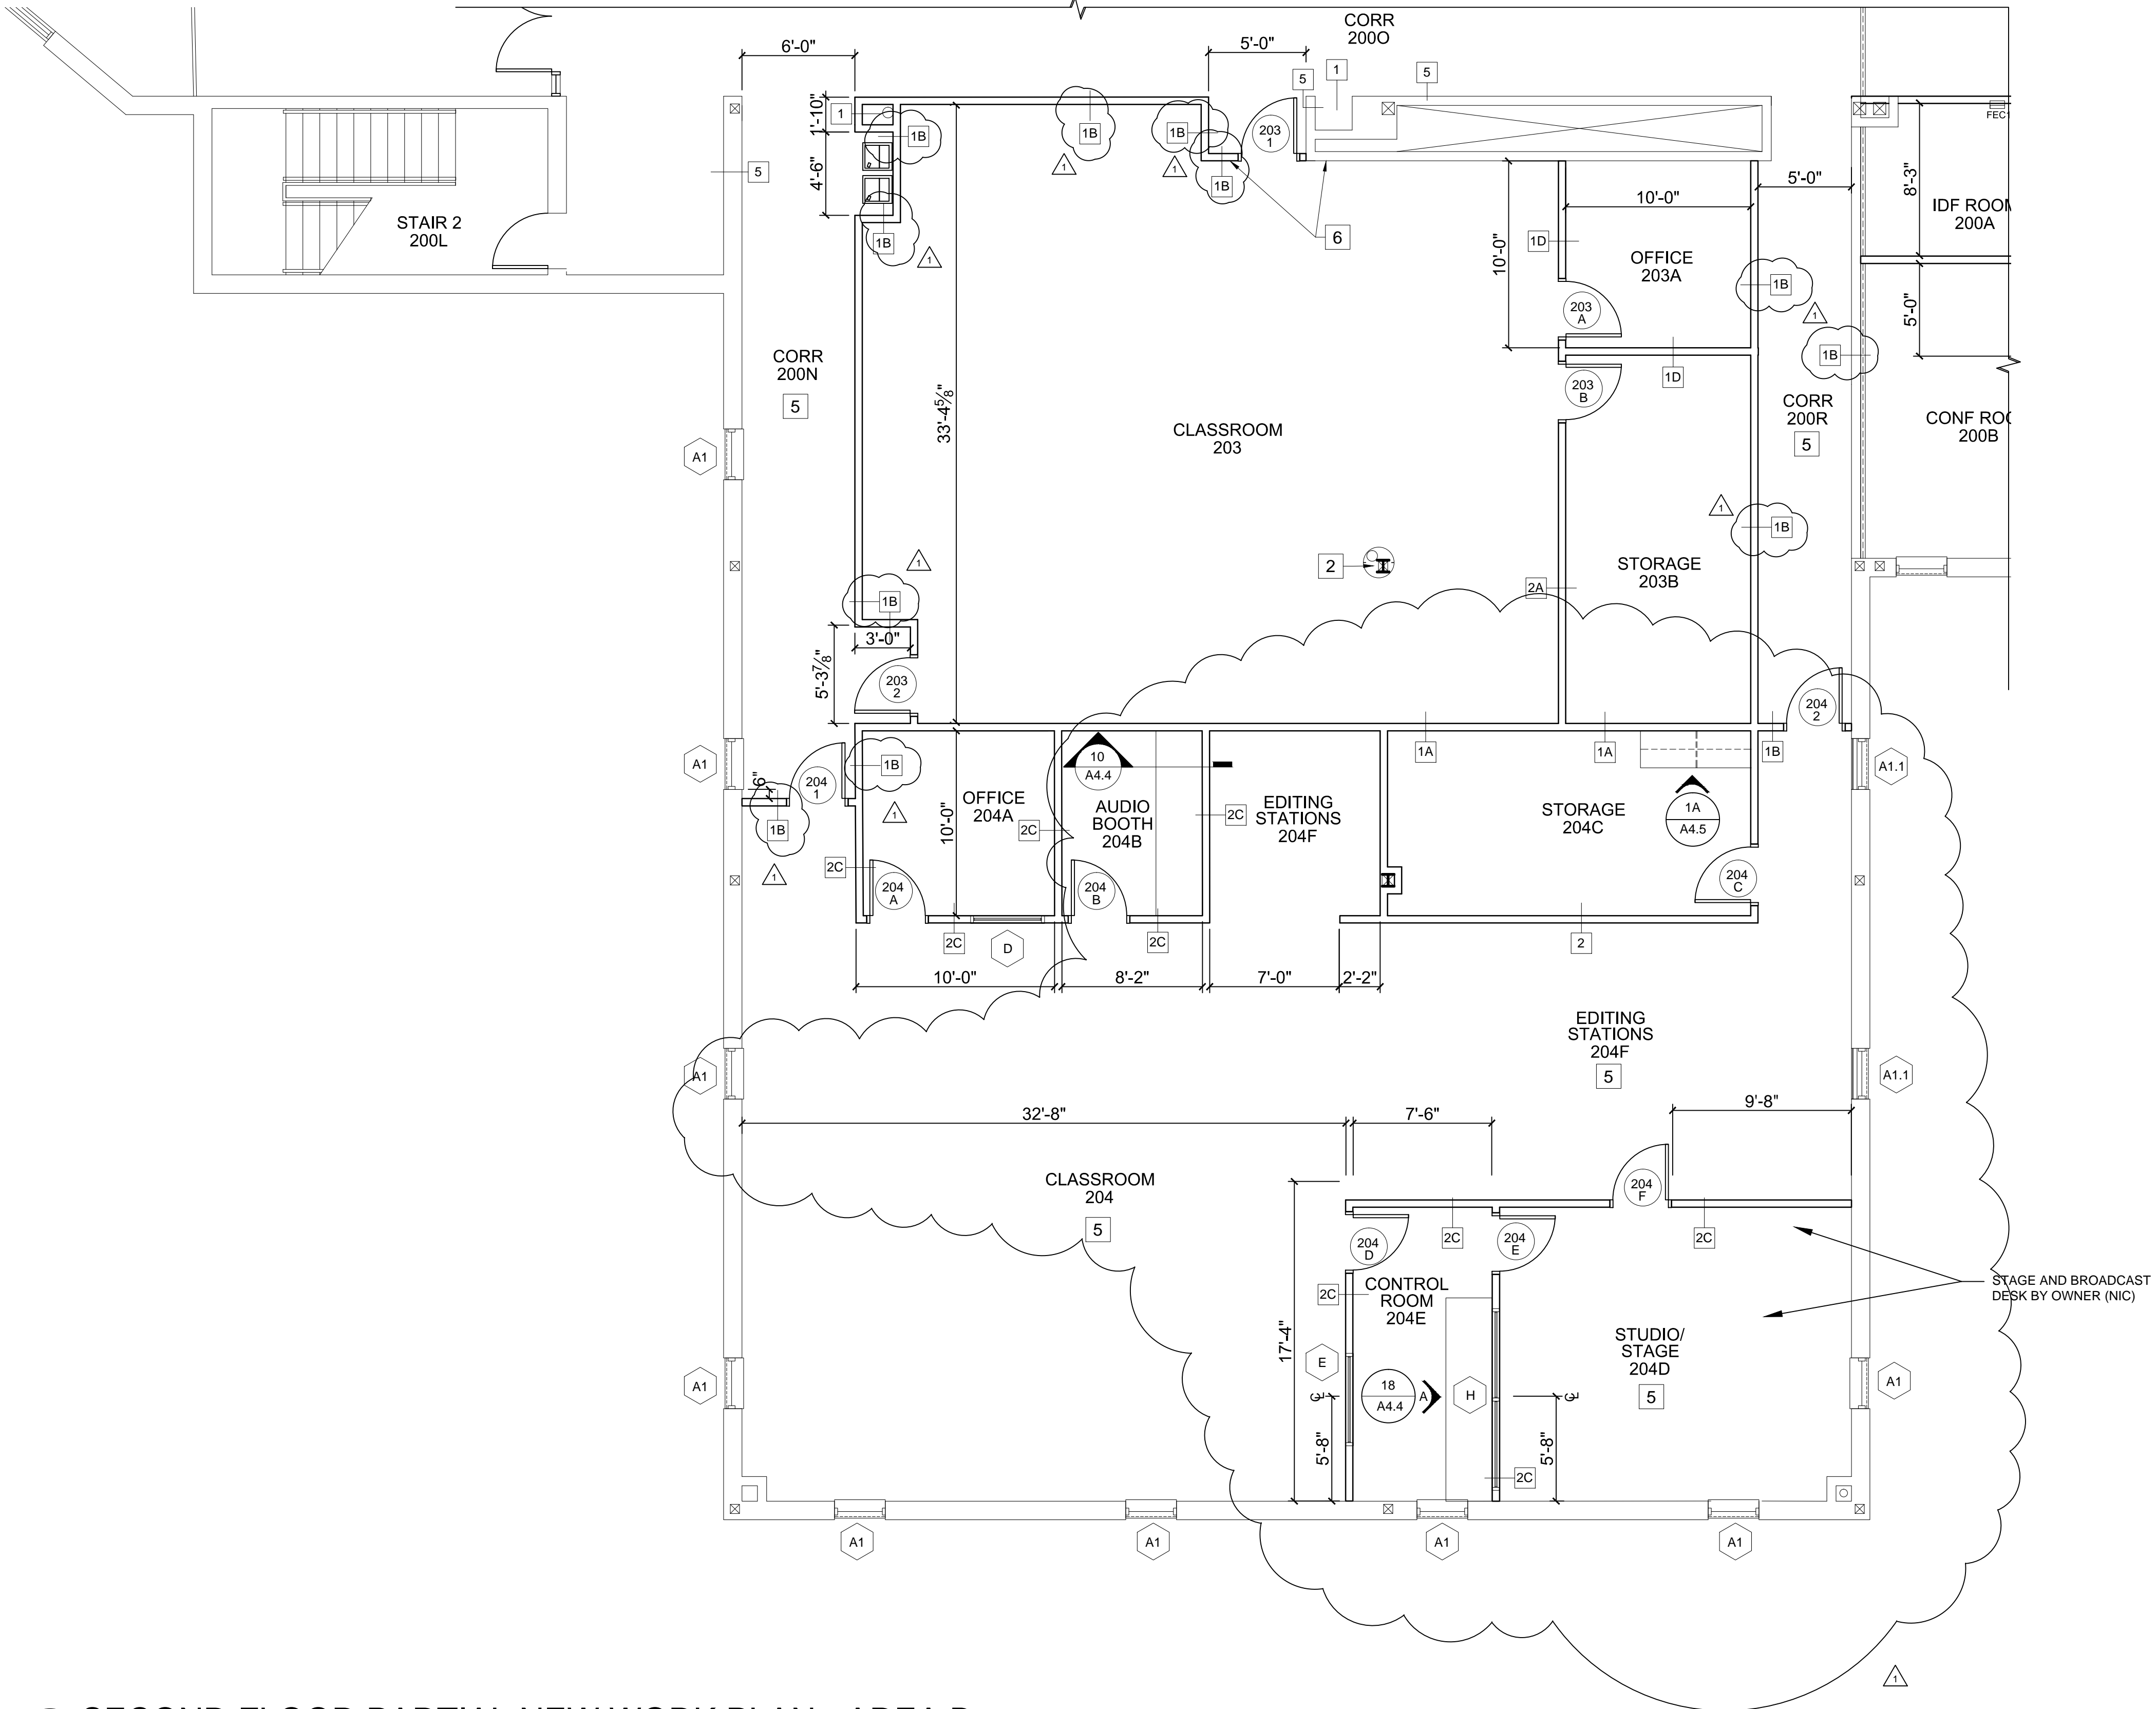 CORR
200O
6'-0"
5'-0"
5
1
5
1'-10"
1
1B
1B
1B
203
1
FEC1
4'-6"
5
1
1
1B
5'-0"
8'-3"
10'-0"
IDF ROOM
200A
STAIR 2
200L
1B
1
6
1D
10'-0"
OFFICE
203A
1B
1
203
A
5'-0"
CORR
200N
5
1B
1D
203
B
33'-4⅝"
CLASSROOM
203
CORR
200R
5
CONF ROO
200B
A1
1
1B
1
2
STORAGE
203B
2A
1B
3'-0"
5'-3⅞"
203
2
204
2
1A
1A
1B
A1
6"
204
1
1B
10
A4.4
A1.1
OFFICE
204A
AUDIO
BOOTH
204B
EDITING
STATIONS
204F
STORAGE
204C
1A
A4.5
1B
1
10'-0"
2C
2C
1
2C
204
A
204
B
204
C
2C
D
2C
2
10'-0"
8'-2"
7'-0"
2'-2"
EDITING
STATIONS
204F
5
A1
A1.1
32'-8"
7'-6"
9'-8"
CLASSROOM
204
5
204
F
204
D
2C
204
E
2C
2C
CONTROL
ROOM
204E
STAGE AND BROADCAST
DESK BY OWNER (NIC)
17'-4"
E
STUDIO/
STAGE
204D
5
A1
18
A4.4
A
H
A1
5'-8"
5'-8"
2C
A1
A1
A1
A1
1
SECOND FLOOR PARTIAL NEW WORK PLAN - AREA B